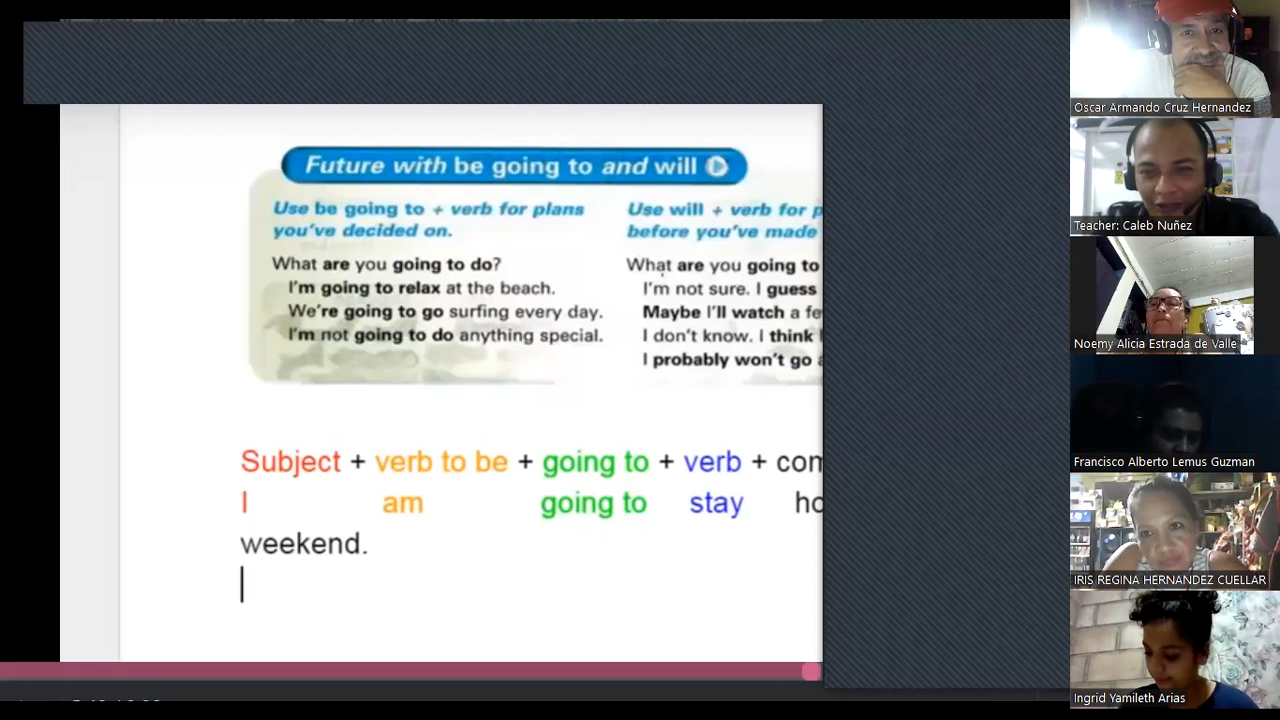 Future with be going to and will
Use be going to + verb for plans
you've decided on.
What are you going to do?
I'm going to relax at the beach.
We're going to go surfing every day.
I'm not going to do anything special.
Use will + verb for p
before you've made
What are you going to
I'm not sure. I guess
Maybe I'll watch a fe
I don't know. I think I
I probably won't go a
Subject + verb to be + going to + verb + com
I am going to stay ho
weekend.
Oscar Armando Cruz Hernandez
Teacher: Caleb Nuñez
Noemy Alicia Estrada de Valle
Francisco Alberto Lemus Guzman
IRIS REGINA HERNANDEZ CUELLAR
Ingrid Yamileth Arias